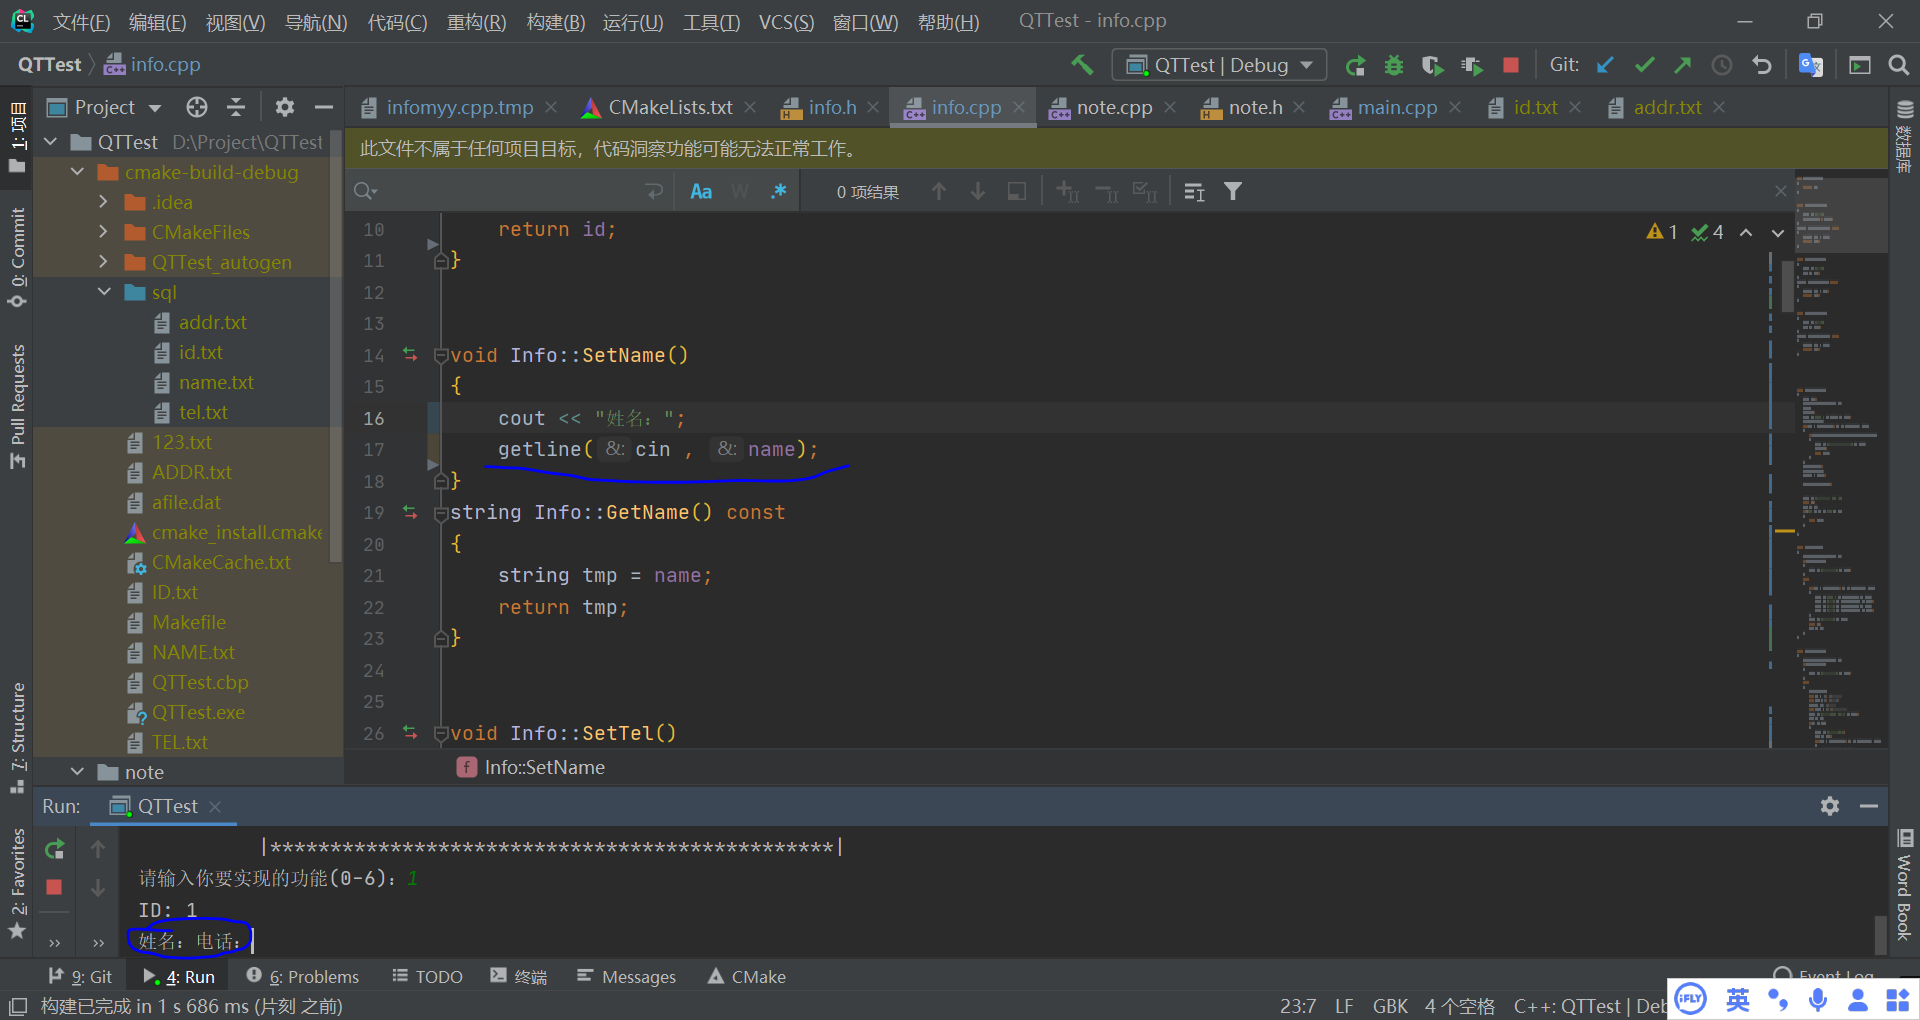 文件(F) 编辑(E) 视图(V) 导航(N) 代码(C) 重构(R) 构建(B) 运行(U) 工具(T) VCS(S) 窗口(W) 帮助(H) QTTest - info.cpp
QTTest info.cpp QTTest | Debug Git:
Project
infomyy.cpp.tmp CMakeLists.txt info.h info.cpp note.cpp note.h main.cpp id.txt addr.txt
1: 项目
0: Commit
Pull Requests
7: Structure
2: Favorites
QTTest D:\Project\QTTest
cmake-build-debug
.idea
CMakeFiles
QTTest_autogen
sql
addr.txt
id.txt
name.txt
tel.txt
123.txt
ADDR.txt
afile.dat
cmake_install.cmake
CMakeCache.txt
ID.txt
Makefile
NAME.txt
QTTest.cbp
QTTest.exe
TEL.txt
note
此文件不属于任何项目目标，代码洞察功能可能无法正常工作。
Aa W .* 0 项结果
1 4
10 return id;
11 }
12
13
14 void Info::SetName()
15 {
16 cout << "姓名：";
17 getline( &: cin , &: name);
18 }
19 string Info::GetName() const
20 {
21 string tmp = name;
22 return tmp;
23 }
24
25
26 void Info::SetTel()
f Info::SetName
数据库
Word Book
Run: QTTest
|***********************************************|
请输入你要实现的功能(0-6)：1
ID: 1
姓名：电话：
9: Git 4: Run 6: Problems TODO 终端 Messages CMake Event Log
构建已完成 in 1 s 686 ms (片刻 之前)
23:7 LF GBK 4 个空格 C++: QTTest | Deb
iFLY 英